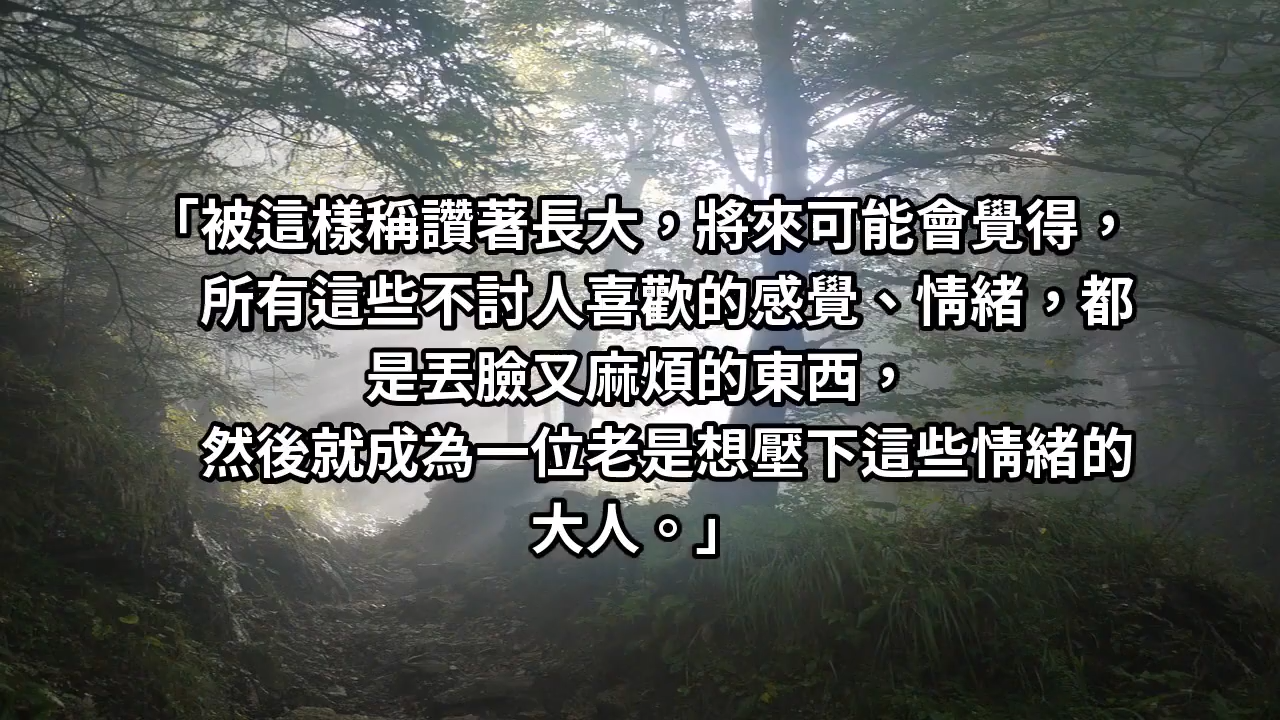 「被這樣稱讚著長大，將來可能會覺得，
所有這些不討人喜歡的感覺、情緒，都
是丟臉又麻煩的東西，
然後就成為一位老是想壓下這些情緒的
大人。」